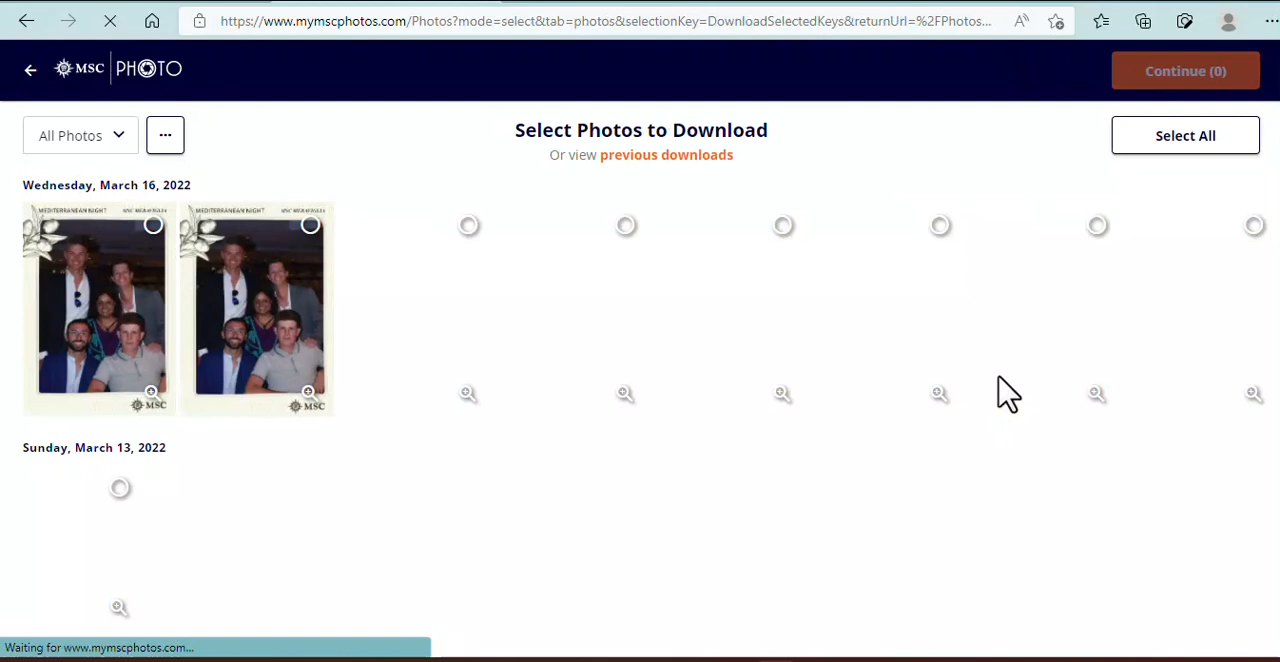 https://www.mymscphotos.com/Photos?mode=select&tab=photos&selectionKey=DownloadSelectedKeys&returnUrl=%2FPhotos...
MSC PHOTO
Continue (0)
All Photos
...
Select Photos to Download
Select All
Or view previous downloads
Wednesday, March 16, 2022
MEDITERRANEAN NIGHT
MEDITERRANEAN NIGHT
MSC
MSC
Sunday, March 13, 2022
Waiting for www.mymscphotos.com...